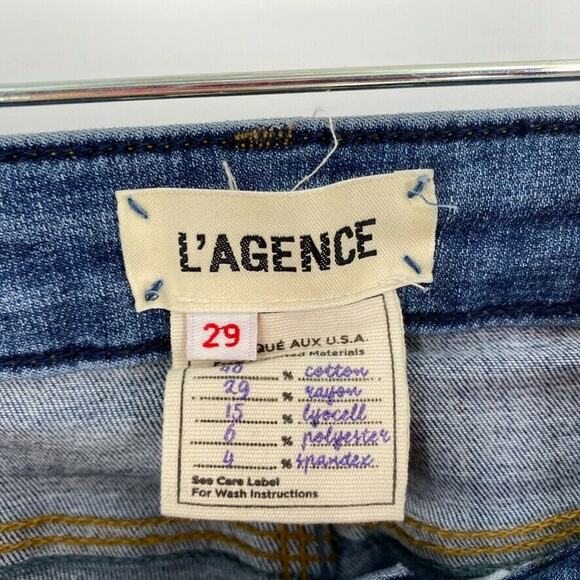 L'AGENCE
29
QUÉ AUX U.S.A.
Materials
% cotton
29 % rayon
15 % lyocell
6 % polyester
4 % spandex
See Care Label
For Wash Instructions